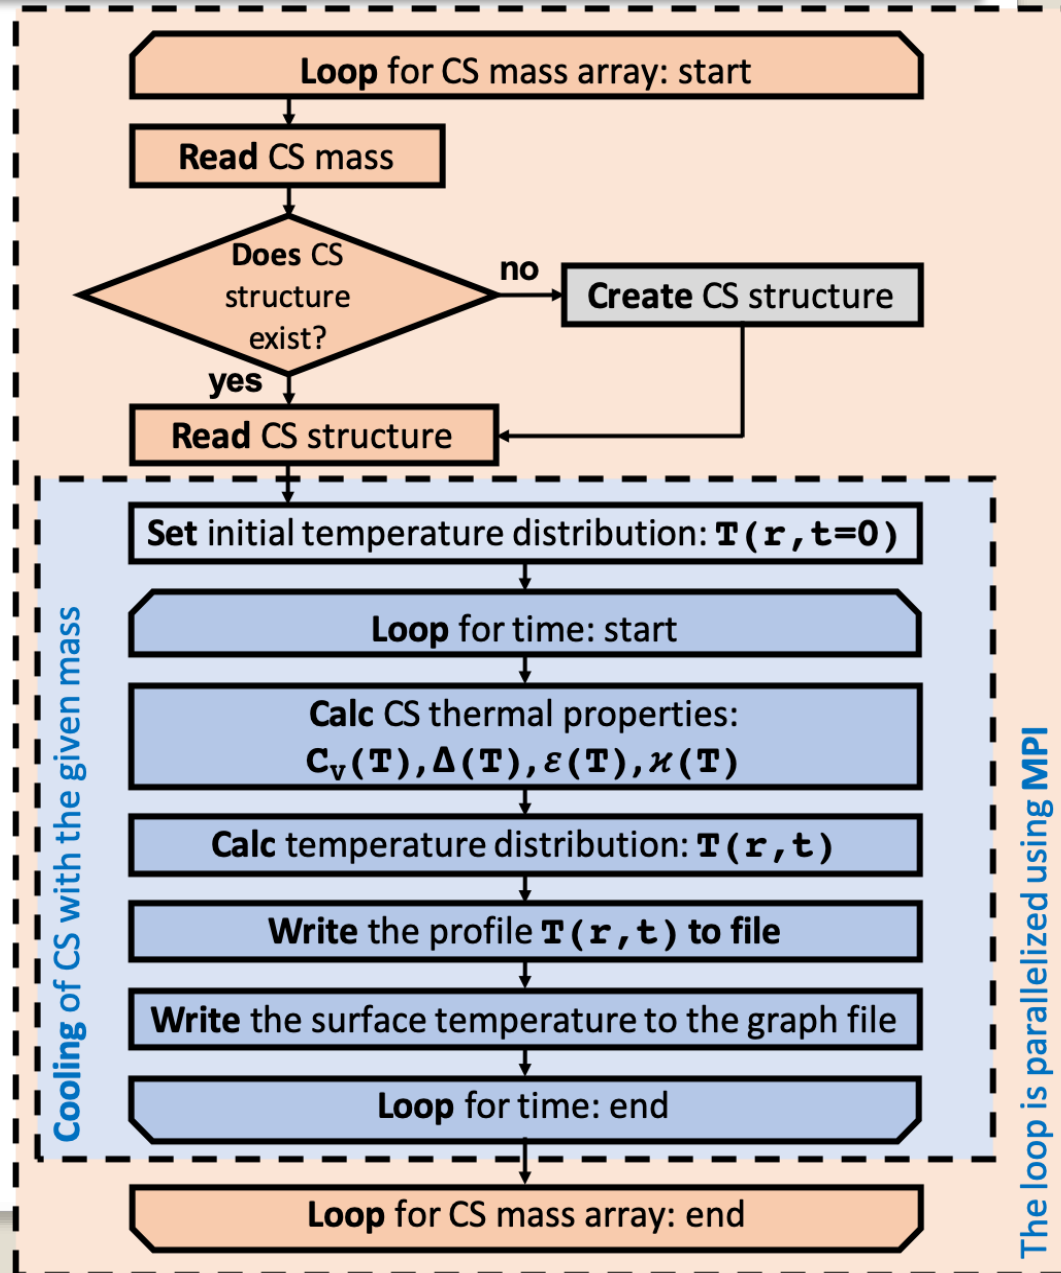 Loop for CS mass array: start
Read CS mass
Does CS
structure
exist?
no
Create CS structure
yes
Read CS structure
Set initial temperature distribution: T(r,t=0)
Loop for time: start
Calc CS thermal properties:
Cᵥ(T),Δ(T),ε(T),ϰ(T)
Calc temperature distribution: T(r,t)
Write the profile T(r,t) to file
Write the surface temperature to the graph file
Loop for time: end
Cooling of CS with the given mass
Loop for CS mass array: end
The loop is parallelized using MPI